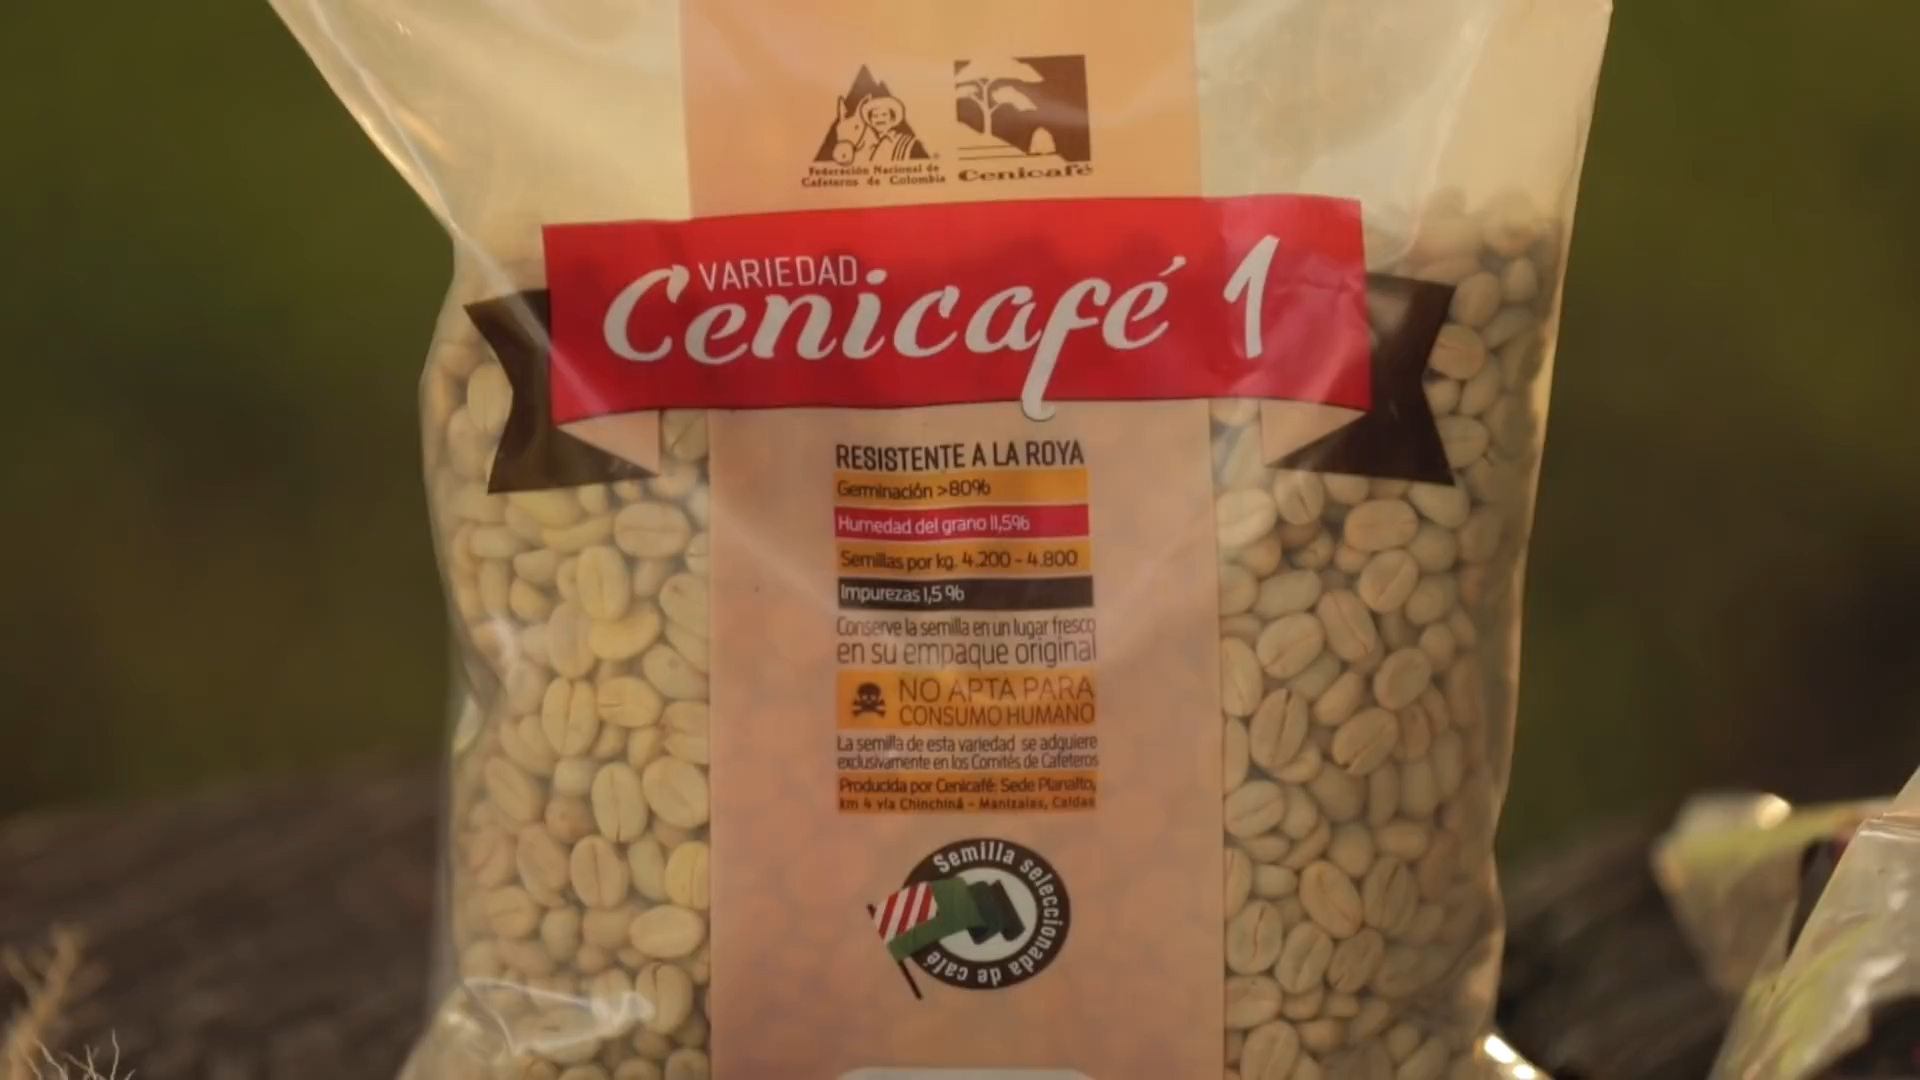 Federación Nacional de
Cafeteros de Colombia
Cenicafé
VARIEDAD
Cenicafé 1
RESISTENTE A LA ROYA
Germinación >80%
Humedad del grano 11,5%
Semillas por kg. 4.200 - 4.800
Impurezas 1,5 %
Conserve la semilla en un lugar fresco
en su empaque original
NO APTA PARA
CONSUMO HUMANO
La semilla de esta variedad se adquiere
exclusivamente en los Comités de Cafeteros
Producida por Cenicafé: Sede Planalto,
km 4 vía Chinchiná - Manizales, Caldas
Semilla seleccionada de café